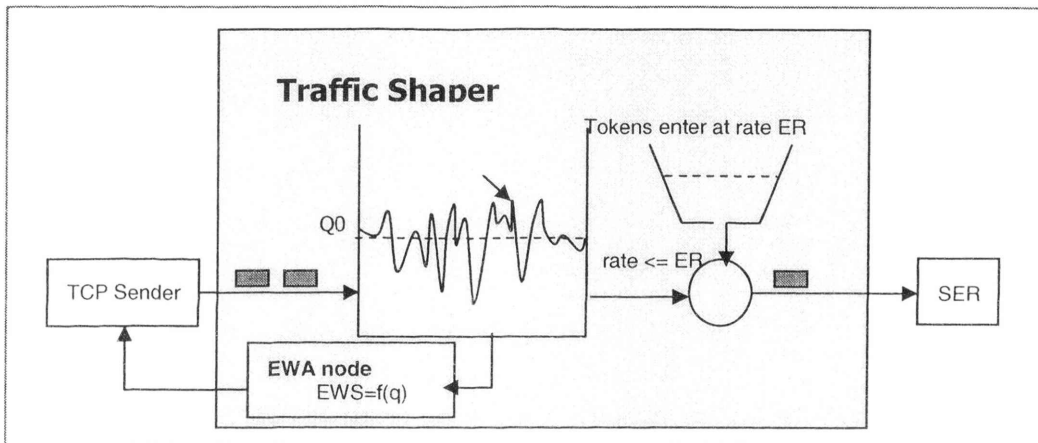 Traffic Shaper
Tokens enter at rate ER
Q0
rate <= ER
TCP Sender
SER
EWA node
EWS=f(q)